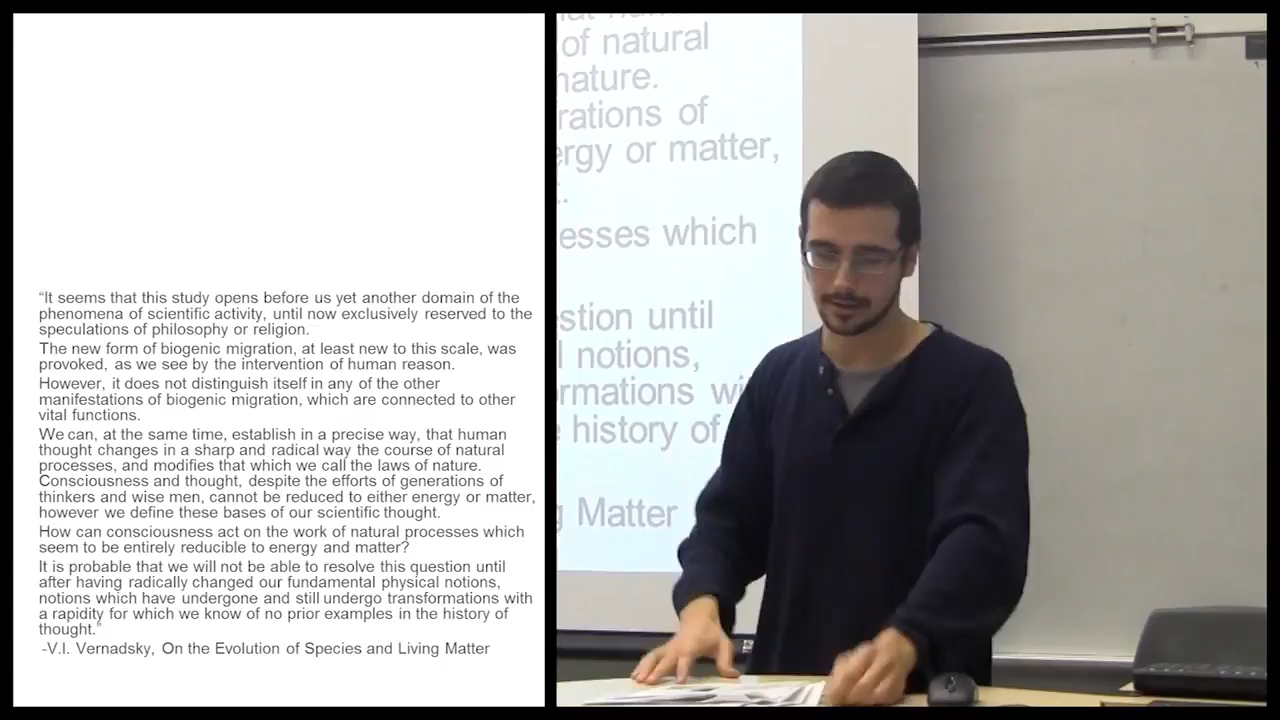 “It seems that this study opens before us yet another domain of the
phenomena of scientific activity, until now exclusively reserved to the
speculations of philosophy or religion.
The new form of biogenic migration, at least new to this scale, was
provoked, as we see by the intervention of human reason.
However, it does not distinguish itself in any of the other
manifestations of biogenic migration, which are connected to other
vital functions.
We can, at the same time, establish in a precise way, that human
thought changes in a sharp and radical way the course of natural
processes, and modifies that which we call the laws of nature.
Consciousness and thought, despite the efforts of generations of
thinkers and wise men, cannot be reduced to either energy or matter,
however we define these bases of our scientific thought.
How can consciousness act on the work of natural processes which
seem to be entirely reducible to energy and matter?
It is probable that we will not be able to resolve this question until
after having radically changed our fundamental physical notions,
notions which have undergone and still undergo transformations with
a rapidity for which we know of no prior examples in the history of
thought.”
-V.I. Vernadsky, On the Evolution of Species and Living Matter
of natural
nature.
rations of
ergy or matter,
esses which
stion until
l notions,
rmations wi
e history of
g Matter